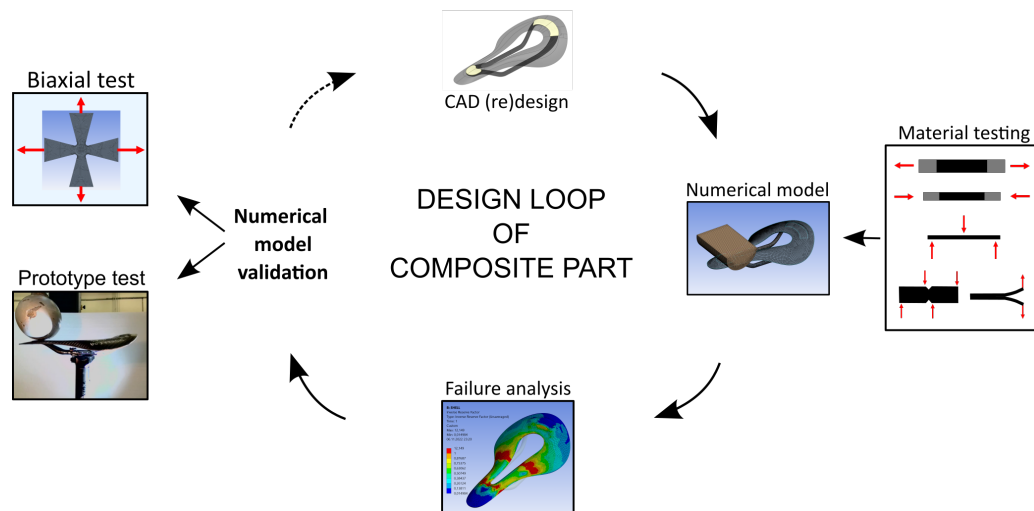 CAD (re)design
Biaxial test
Material testing
DESIGN LOOP
OF
COMPOSITE PART
Numerical model
Numerical
model
validation
Prototype test
Failure analysis